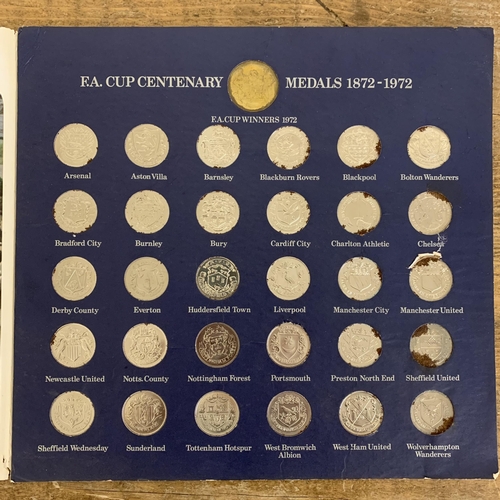 F.A. CUP CENTENARY MEDALS 1872-1972
F.A. CUP WINNERS 1972
Arsenal Aston Villa Barnsley Blackburn Rovers Blackpool Bolton Wanderers
Bradford City Burnley Bury Cardiff City Charlton Athletic Chelsea
Derby County Everton Huddersfield Town Liverpool Manchester City Manchester United
Newcastle United Notts. County Nottingham Forest Portsmouth Preston North End Sheffield United
Sheffield Wednesday Sunderland Tottenham Hotspur West Bromwich Albion West Ham United Wolverhampton Wanderers